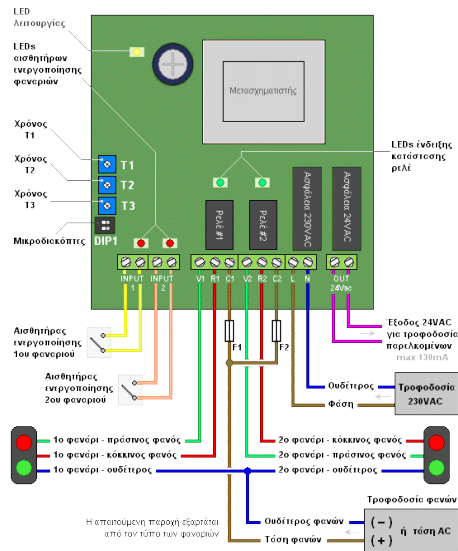 LED
λειτουργίας
LEDs
αισθητήρων
ενεργοποίησης
φαναριών
Μετασχηματιστής
Χρόνος
T1
T1
Χρόνος
T2
T2
Χρόνος
T3
T3
Μικροδιακόπτες
DIP1
LEDs ένδειξης
κατάστασης
ρελέ
Ρελέ #1
Ρελέ #2
Ασφάλεια 230VAC
Ασφάλεια 24VAC
INPUT
1
INPUT
2
V1
R1
C1
V2
R2
C2
L
N
OUT
24Vac
F1
F2
Έξοδος 24VAC
για τροφοδοσία
παρελκομένων
max 130mA
Αισθητήρας
ενεργοποίησης
1ου φαναριού
Αισθητήρας
ενεργοποίησης
2ου φαναριού
Ουδέτερος
Φάση
Τροφοδοσία
230VAC
1ο φανάρι - πράσινος φανός
1ο φανάρι - κόκκινος φανός
1ο φανάρι - ουδέτερος
2ο φανάρι - κόκκινος φανός
2ο φανάρι - πράσινος φανός
2ο φανάρι - ουδέτερος
Τροφοδοσία φανών
Η απαιτούμενη παροχή εξαρτάται
από τον τύπο των φαναριών
Ουδέτερος φανών
Τάση φανών
(−)
(+)
ή τάση AC